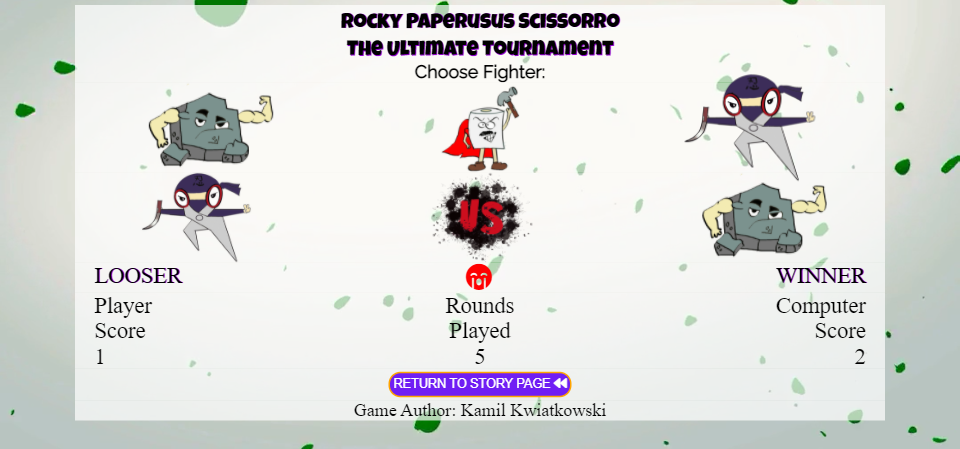 Rocky Paperusus Scissorro
The Ultimate Tournament
Choose Fighter:
VS
LOOSER
WINNER
Player
Score
1
Rounds
Played
5
Computer
Score
2
RETURN TO STORY PAGE
Game Author: Kamil Kwiatkowski